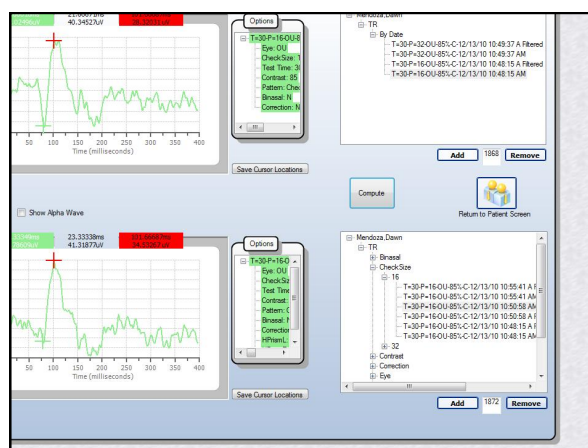 40.34527uV
Options
T=30-P=16-OU-8
Eye: OU
CheckSize: 1
Test Time: 30
Contrast: 85
Pattern: Chec
Binasal: N
Correction: N
50 100 150 200 250 300 350 400
Time (milliseconds)
Save Cursor Locations
Mendoza,Dawn
TR
By Date
T=30-P=32-OU-85%-C-12/13/10 10:49:37 A Filtered
T=30-P=32-OU-85%-C-12/13/10 10:49:37 AM
T=30-P=16-OU-85%-C-12/13/10 10:48:15 A Filtered
T=30-P=16-OU-85%-C-12/13/10 10:48:15 AM
Add 1868 Remove
Compute
Return to Patient Screen
Show Alpha Wave
23.33338ms
41.31877uV
Options
T=30-P=16-O
Eye: OU
CheckSiz
Test Time
Contrast:
Pattern: C
Binasal: N
Correction
HPrismL:
50 100 150 200 250 300 350 400
Time (milliseconds)
Save Cursor Locations
Mendoza,Dawn
TR
Binasal
CheckSize
16
T=30-P=16-OU-85%-C-12/13/10 10:55:41 A F
T=30-P=16-OU-85%-C-12/13/10 10:55:41 AM
T=30-P=16-OU-85%-C-12/13/10 10:50:58 AM
T=30-P=16-OU-85%-C-12/13/10 10:50:58 A F
T=30-P=16-OU-85%-C-12/13/10 10:48:15 A F
T=30-P=16-OU-85%-C-12/13/10 10:48:15 AM
32
Contrast
Correction
Eye
Add 1872 Remove